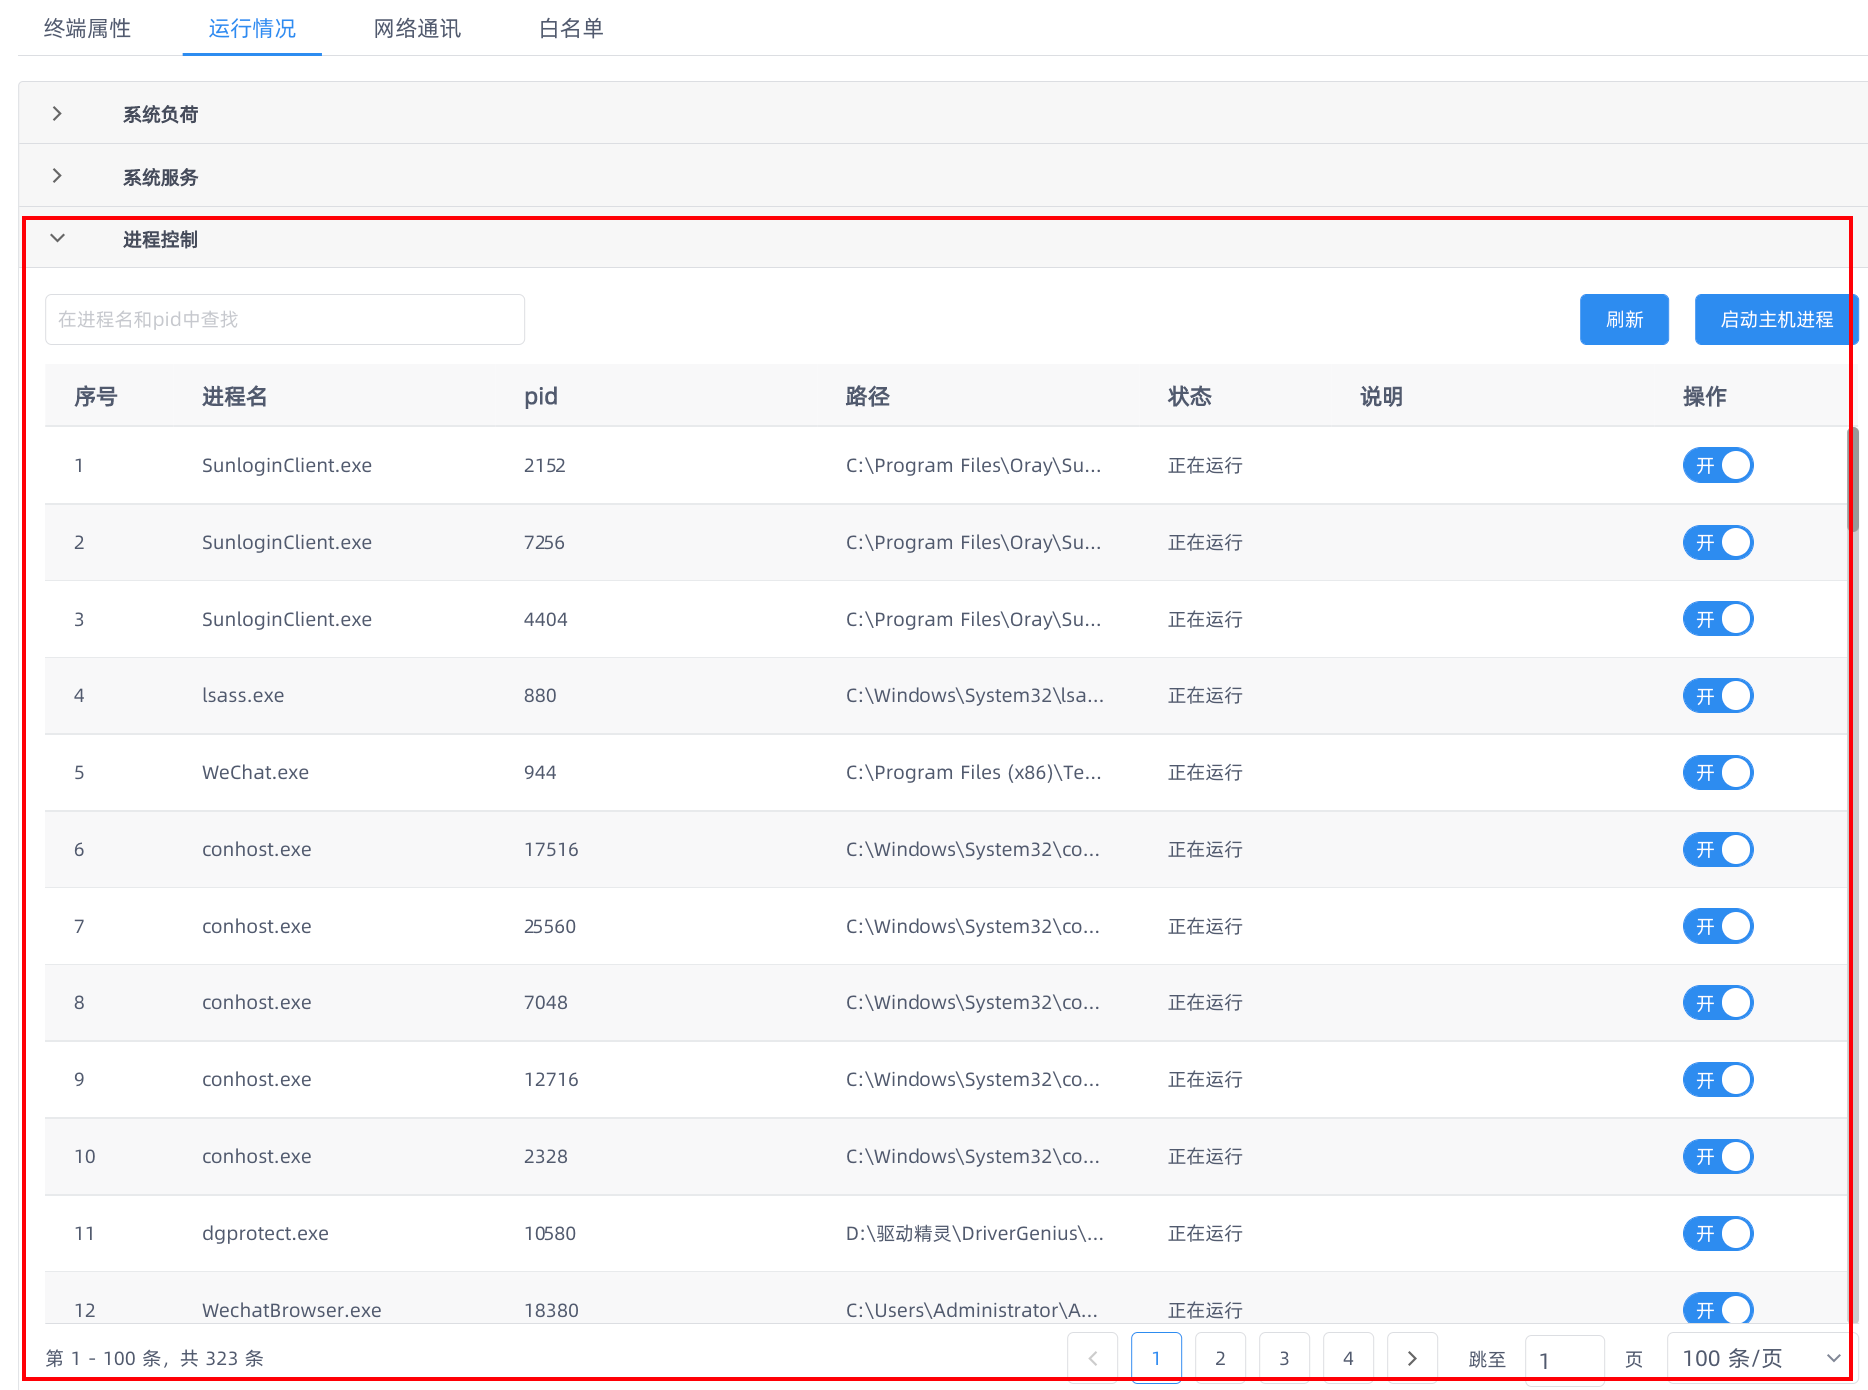 终端属性 运行情况 网络通讯 白名单
系统负荷
系统服务
进程控制
在进程名和pid中查找 刷新 启动主机进程
序号 进程名 pid 路径 状态 说明 操作
1 SunloginClient.exe 2152 C:\Program Files\Oray\Su... 正在运行 开
2 SunloginClient.exe 7256 C:\Program Files\Oray\Su... 正在运行 开
3 SunloginClient.exe 4404 C:\Program Files\Oray\Su... 正在运行 开
4 lsass.exe 880 C:\Windows\System32\lsa... 正在运行 开
5 WeChat.exe 944 C:\Program Files (x86)\Te... 正在运行 开
6 conhost.exe 17516 C:\Windows\System32\co... 正在运行 开
7 conhost.exe 25560 C:\Windows\System32\co... 正在运行 开
8 conhost.exe 7048 C:\Windows\System32\co... 正在运行 开
9 conhost.exe 12716 C:\Windows\System32\co... 正在运行 开
10 conhost.exe 2328 C:\Windows\System32\co... 正在运行 开
11 dgprotect.exe 10580 D:\驱动精灵\DriverGenius\... 正在运行 开
12 WechatBrowser.exe 18380 C:\Users\Administrator\A... 正在运行 开
第 1 - 100 条，共 323 条 1 2 3 4 跳至 1 页 100 条/页